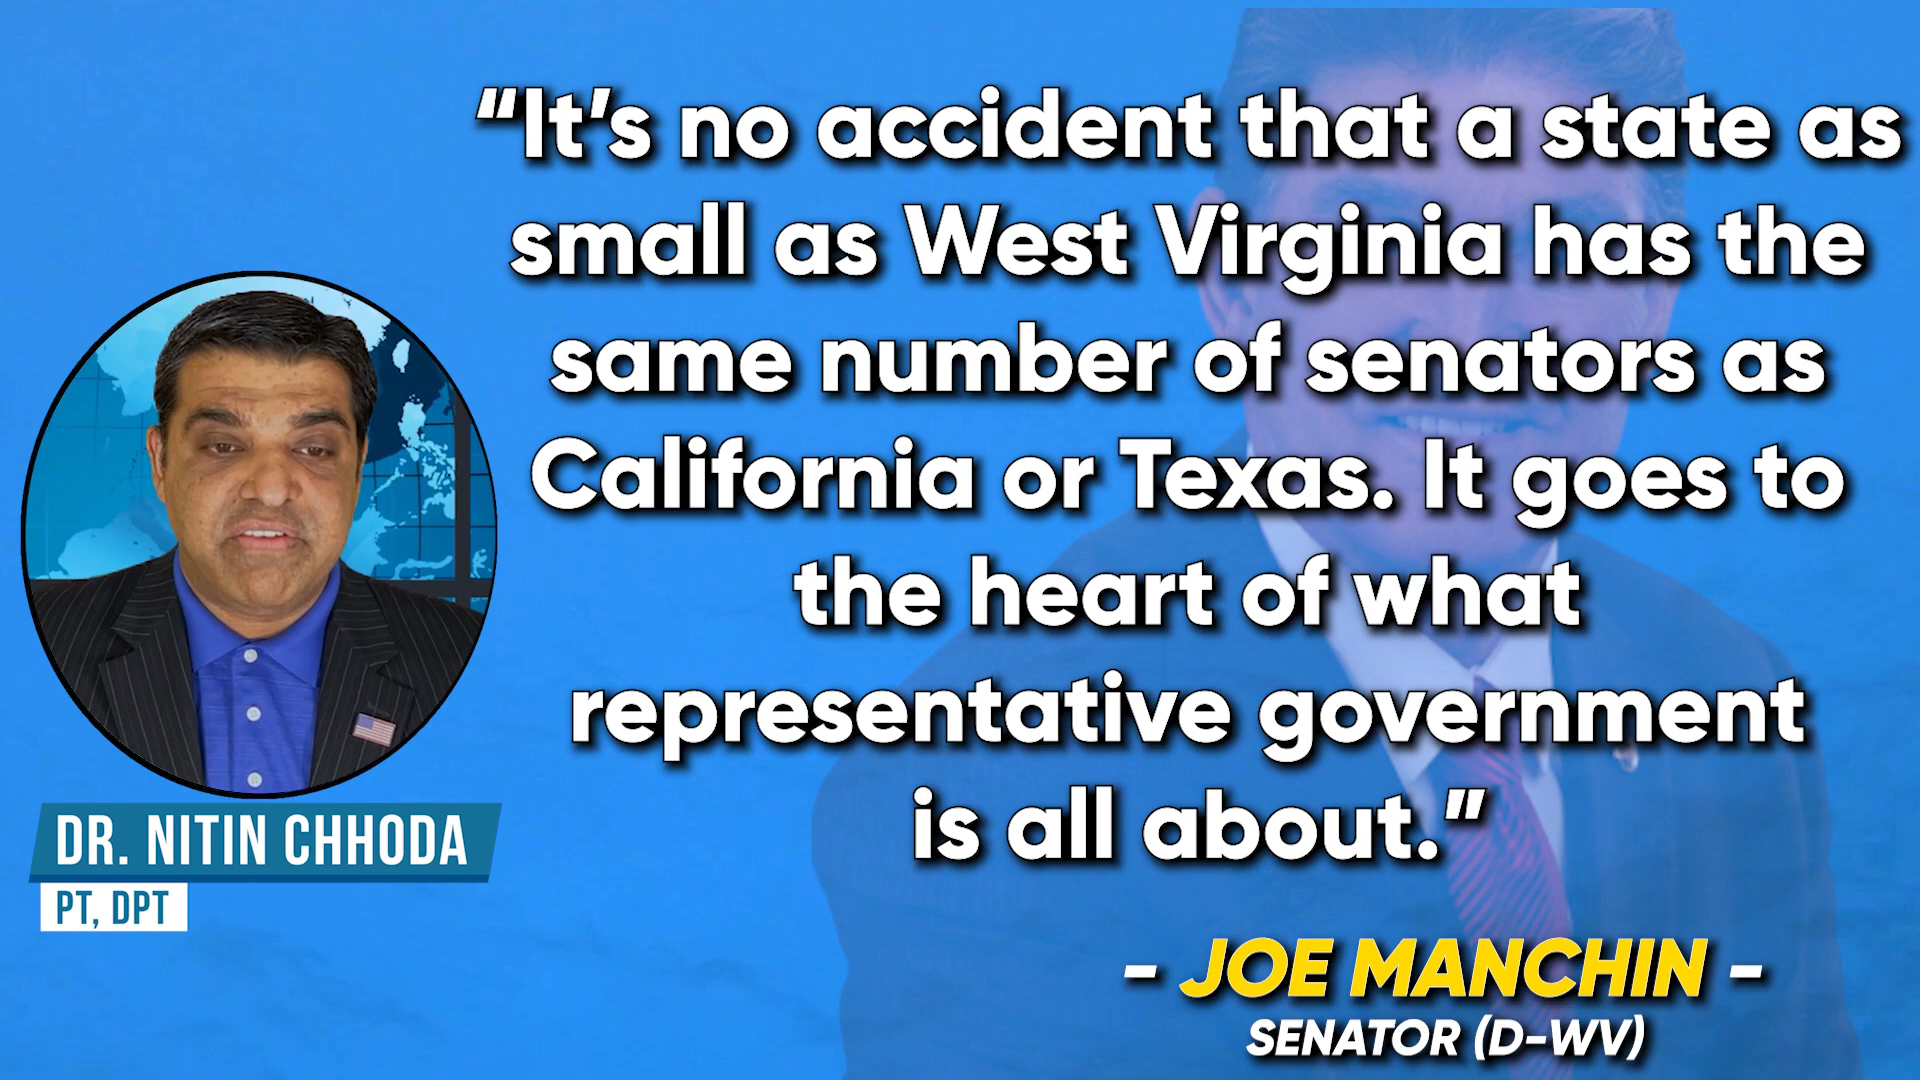 “It’s no accident that a state as
small as West Virginia has the
same number of senators as
California or Texas. It goes to
the heart of what
representative government
is all about.”
- JOE MANCHIN -
SENATOR (D-WV)
DR. NITIN CHHODA
PT, DPT